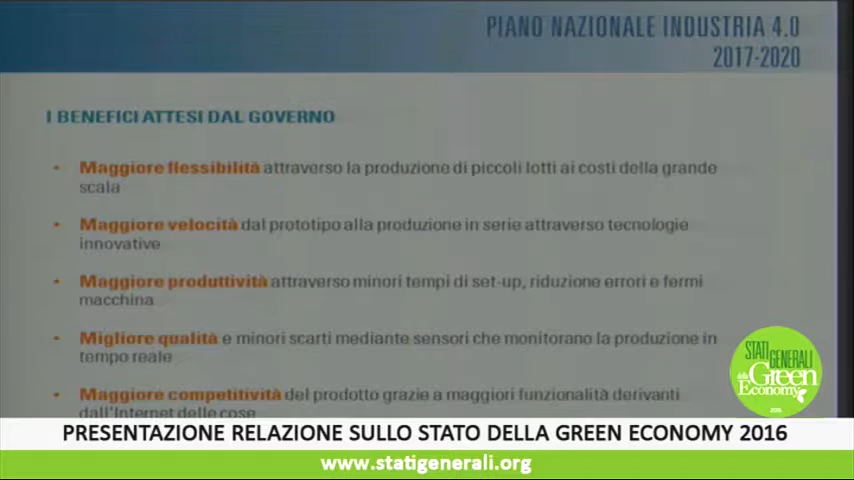 PIANO NAZIONALE INDUSTRIA 4.0
2017-2020
I BENEFICI ATTESI DAL GOVERNO
• Maggiore flessibilità attraverso la produzione di piccoli lotti ai costi della grande
scala
• Maggiore velocità dal prototipo alla produzione in serie attraverso tecnologie
innovative
• Maggiore produttività attraverso minori tempi di set-up, riduzione errori e fermi
macchina
• Migliore qualità e minori scarti mediante sensori che monitorano la produzione in
tempo reale
• Maggiore competitività del prodotto grazie a maggiori funzionalità derivanti
dall'Internet delle cose
STATI
GENERALI
della Green
Economy
2016
PRESENTAZIONE RELAZIONE SULLO STATO DELLA GREEN ECONOMY 2016
www.statigenerali.org